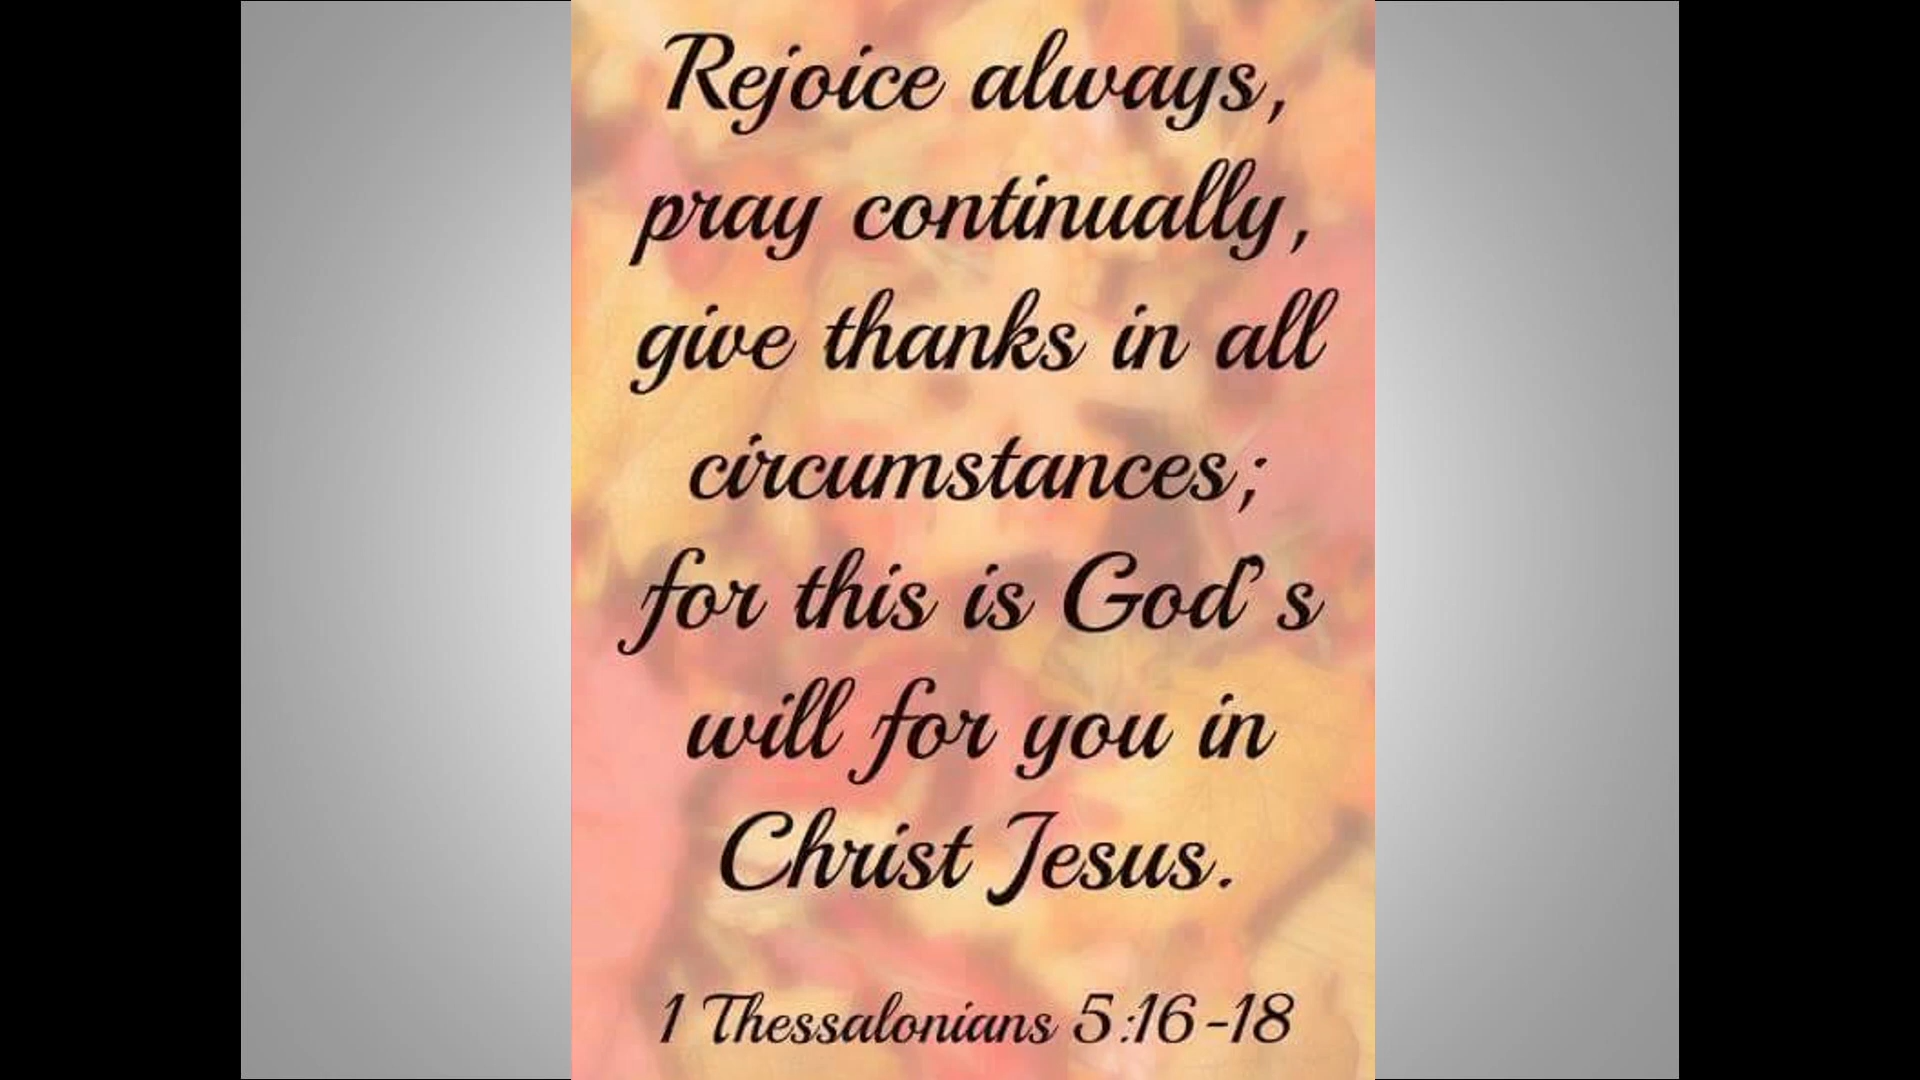 Rejoice always,
pray continually,
give thanks in all
circumstances;
for this is God's
will for you in
Christ Jesus.
1 Thessalonians 5:16-18